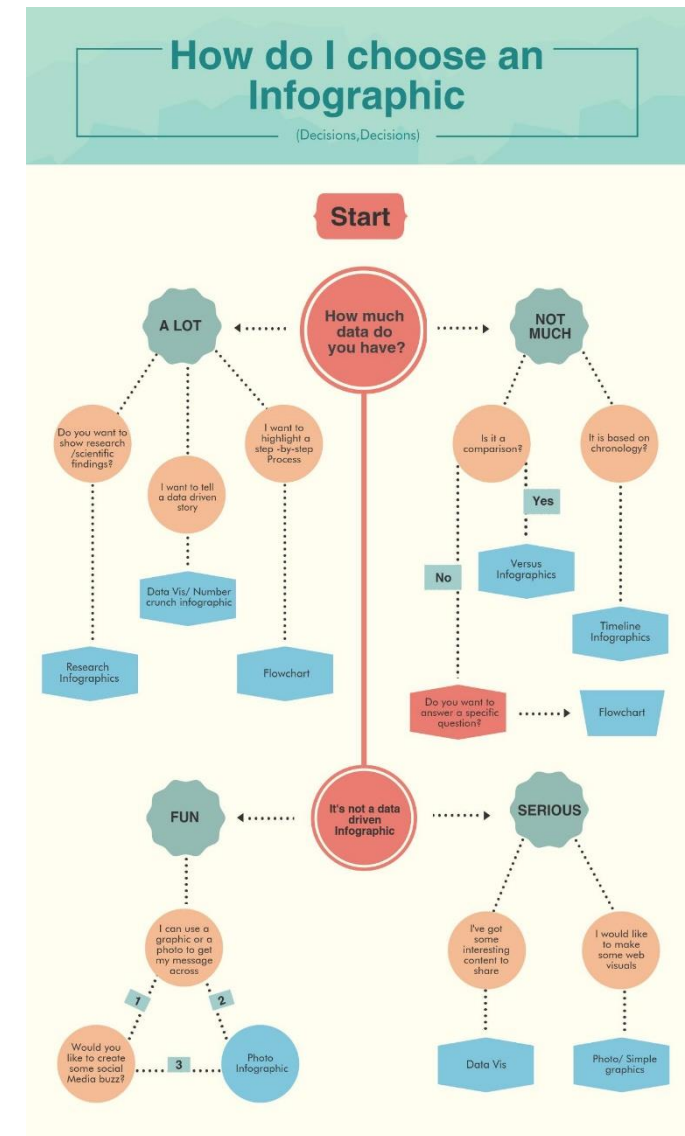 How do I choose an
Infographic
(Decisions,Decisions)
Start
How much
data do
you have?
A LOT
NOT
MUCH
Do you want to
show research
/scientific
findings?
I want to tell
a data driven
story
I want to
highlight a
step -by-step
Process
Is it a
comparison?
It is based on
chronology?
Yes
No
Data Vis/ Number
crunch infographic
Versus
Infographics
Timeline
Infographics
Research
Infographics
Flowchart
Do you want to
answer a specific
question?
Flowchart
It's not a data
driven
Infographic
FUN
SERIOUS
I can use a
graphic or a
photo to get
my message
across
I've got
some
interesting
content to
share
I would like
to make
some web
visuals
1
2
3
Would you
like to create
some social
Media buzz?
Photo
Infographic
Data Vis
Photo/ Simple
graphics